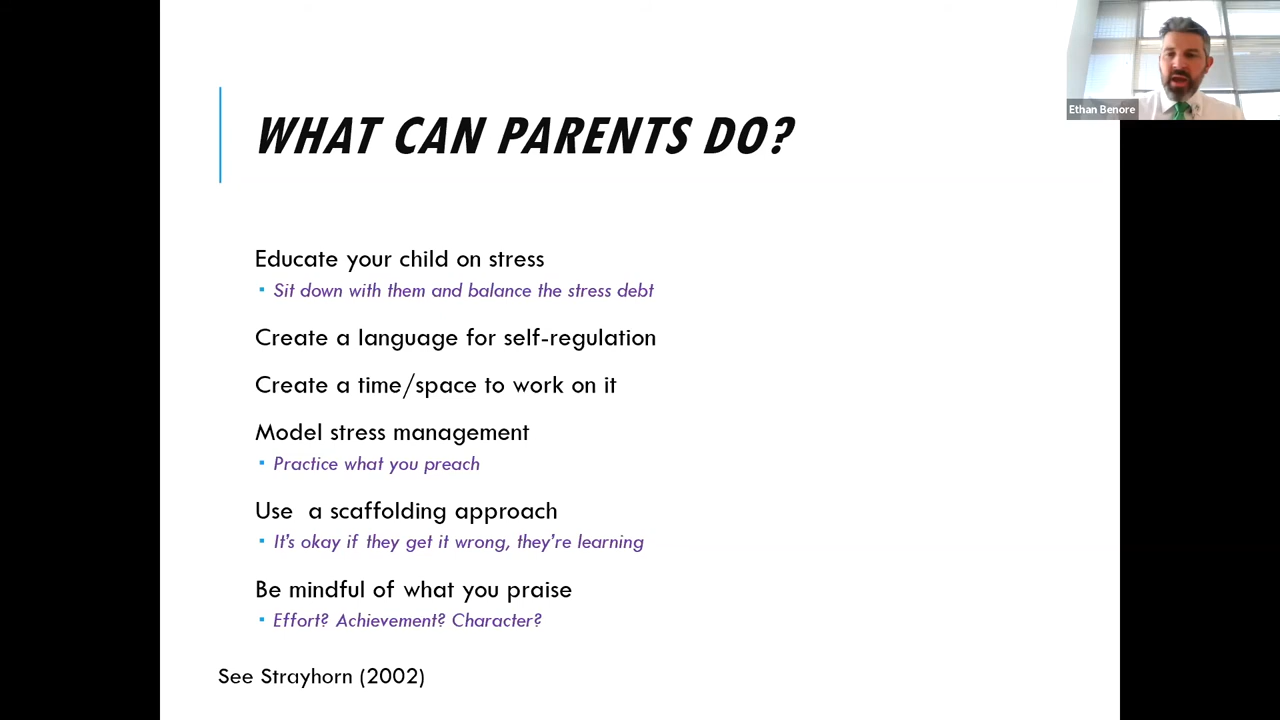 Ethan Benore
WHAT CAN PARENTS DO?
Educate your child on stress
▪ Sit down with them and balance the stress debt
Create a language for self-regulation
Create a time/space to work on it
Model stress management
▪ Practice what you preach
Use  a scaffolding approach
▪ It's okay if they get it wrong, they're learning
Be mindful of what you praise
▪ Effort? Achievement? Character?
See Strayhorn (2002)